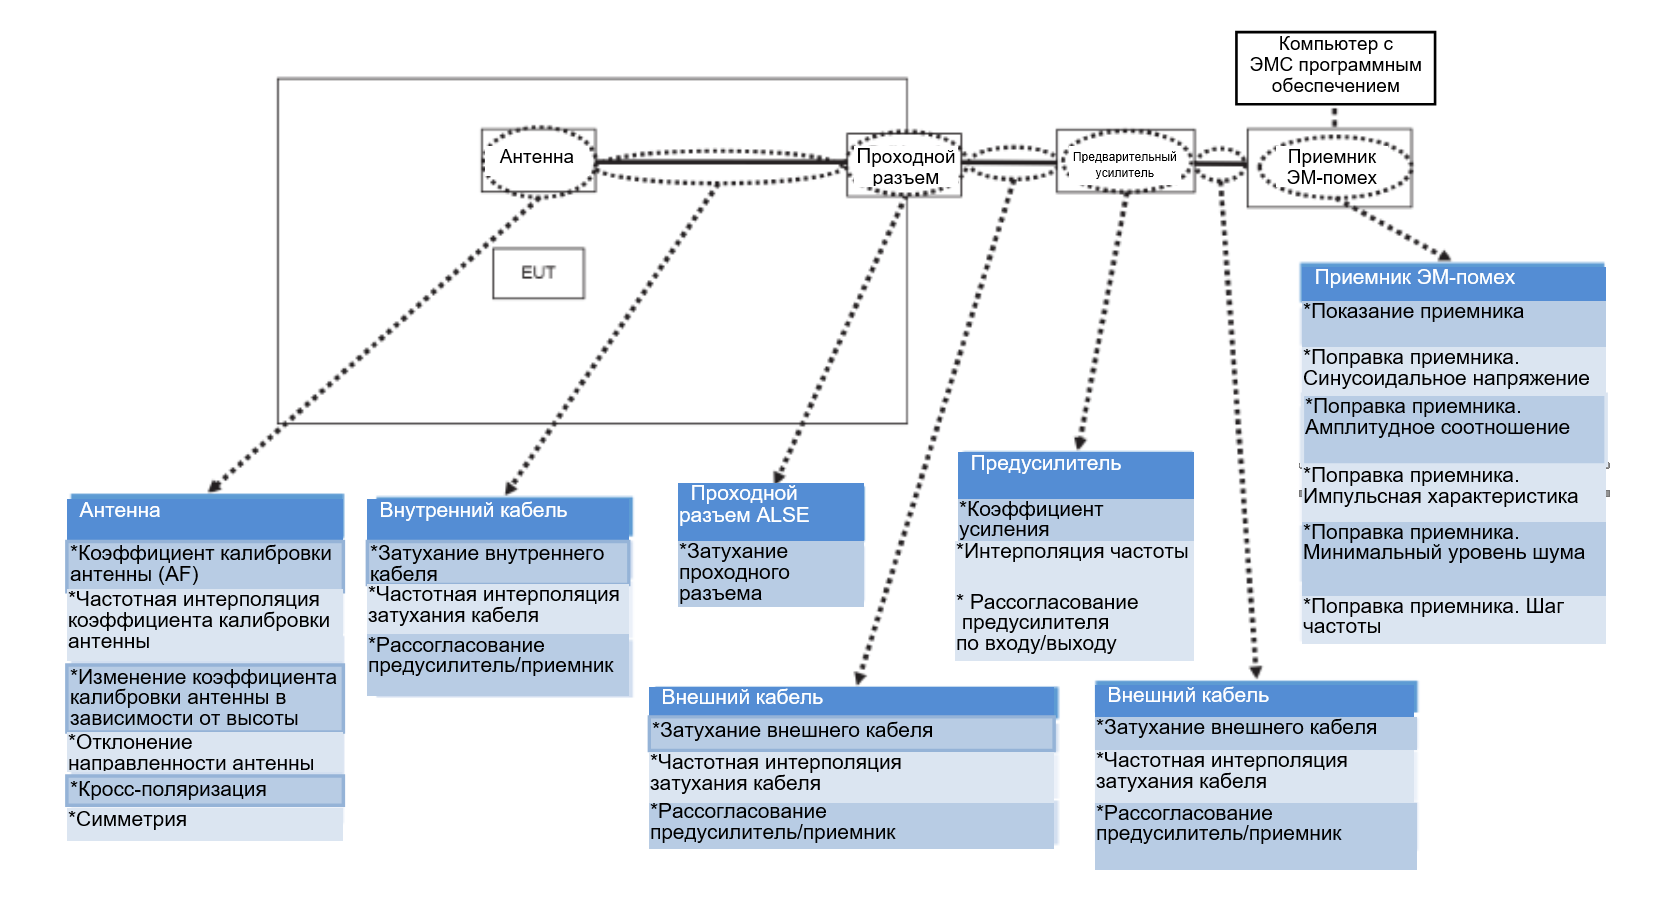 Компьютер с
ЭМС программным
обеспечением
Антенна
Проходной
разъем
Предварительный
усилитель
Приемник
ЭМ-помех
EUT
Приемник ЭМ-помех
*Показание приемника
*Поправка приемника.
Синусоидальное напряжение
*Поправка приемника.
Амплитудное соотношение
*Поправка приемника.
Импульсная характеристика
*Поправка приемника.
Минимальный уровень шума
*Поправка приемника. Шаг
частоты
Антенна
*Коэффициент калибровки
антенны (AF)
*Частотная интерполяция
коэффициента калибровки
антенны
*Изменение коэффициента
калибровки антенны в
зависимости от высоты
*Отклонение
направленности антенны
*Кросс-поляризация
*Симметрия
Внутренний кабель
*Затухание внутреннего
кабеля
*Частотная интерполяция
затухания кабеля
*Рассогласование
предусилитель/приемник
Проходной
разъем ALSE
*Затухание
проходного
разъема
Предусилитель
*Коэффициент
усиления
*Интерполяция частоты
* Рассогласование
предусилителя
по входу/выходу
Внешний кабель
*Затухание внешнего кабеля
*Частотная интерполяция
затухания кабеля
*Рассогласование
предусилитель/приемник
Внешний кабель
*Затухание внешнего кабеля
*Частотная интерполяция
затухания кабеля
*Рассогласование
предусилитель/приемник